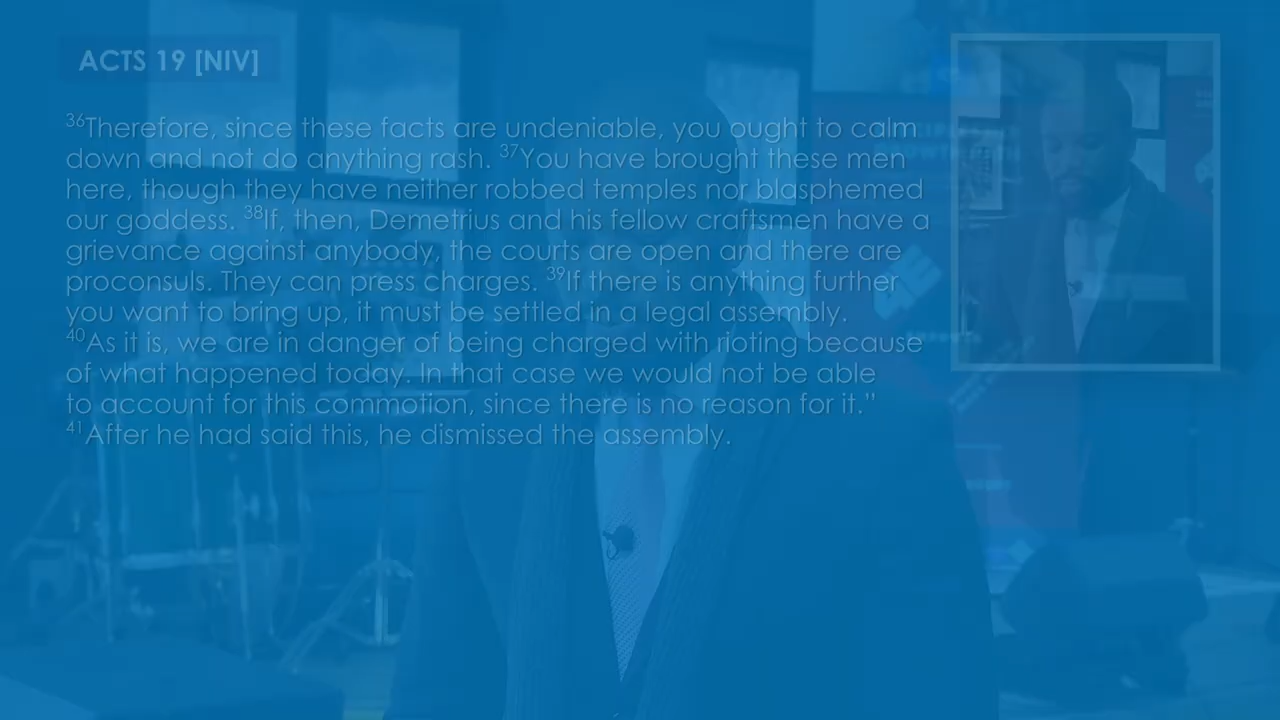 ACTS 19 [NIV]
³⁶Therefore, since these facts are undeniable, you ought to calm
down and not do anything rash. ³⁷You have brought these men
here, though they have neither robbed temples nor blasphemed
our goddess. ³⁸If, then, Demetrius and his fellow craftsmen have a
grievance against anybody, the courts are open and there are
proconsuls. They can press charges. ³⁹If there is anything further
you want to bring up, it must be settled in a legal assembly.
⁴⁰As it is, we are in danger of being charged with rioting because
of what happened today. In that case we would not be able
to account for this commotion, since there is no reason for it.”
⁴¹After he had said this, he dismissed the assembly.